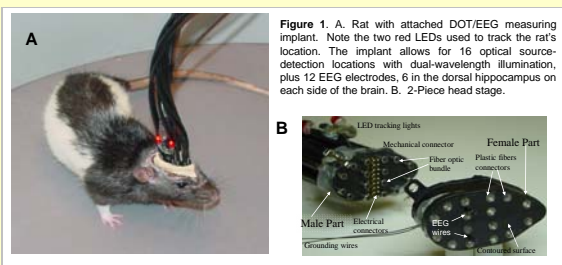 A
Figure 1. A. Rat with attached DOT/EEG measuring
implant. Note the two red LEDs used to track the rat's
location. The implant allows for 16 optical source-
detection locations with dual-wavelength illumination,
plus 12 EEG electrodes, 6 in the dorsal hippocampus on
each side of the brain. B. 2-Piece head stage.
B
LED tracking lights
Mechanical connector
Female Part
Fiber optic
bundle
Plastic fibers
connectors
Male Part
Electrical
connectors
EEG
wires
Grounding wires
Contoured surface